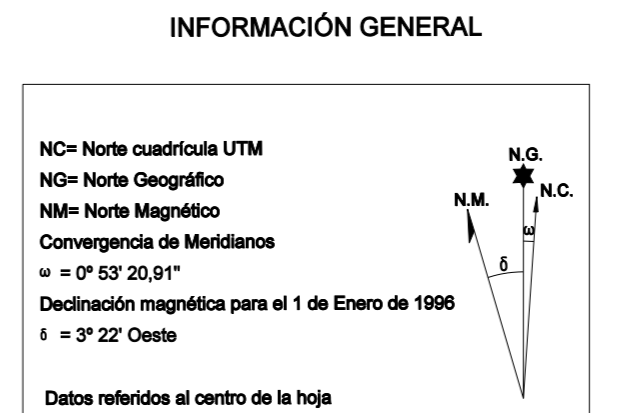 INFORMACIÓN GENERAL
NC= Norte cuadrícula UTM
NG= Norte Geográfico
NM= Norte Magnético
Convergencia de Meridianos
ω = 0º 53' 20,91"
Declinación magnética para el 1 de Enero de 1996
δ = 3º 22' Oeste
Datos referidos al centro de la hoja
N.G.
N.M.
N.C.
ω
δ